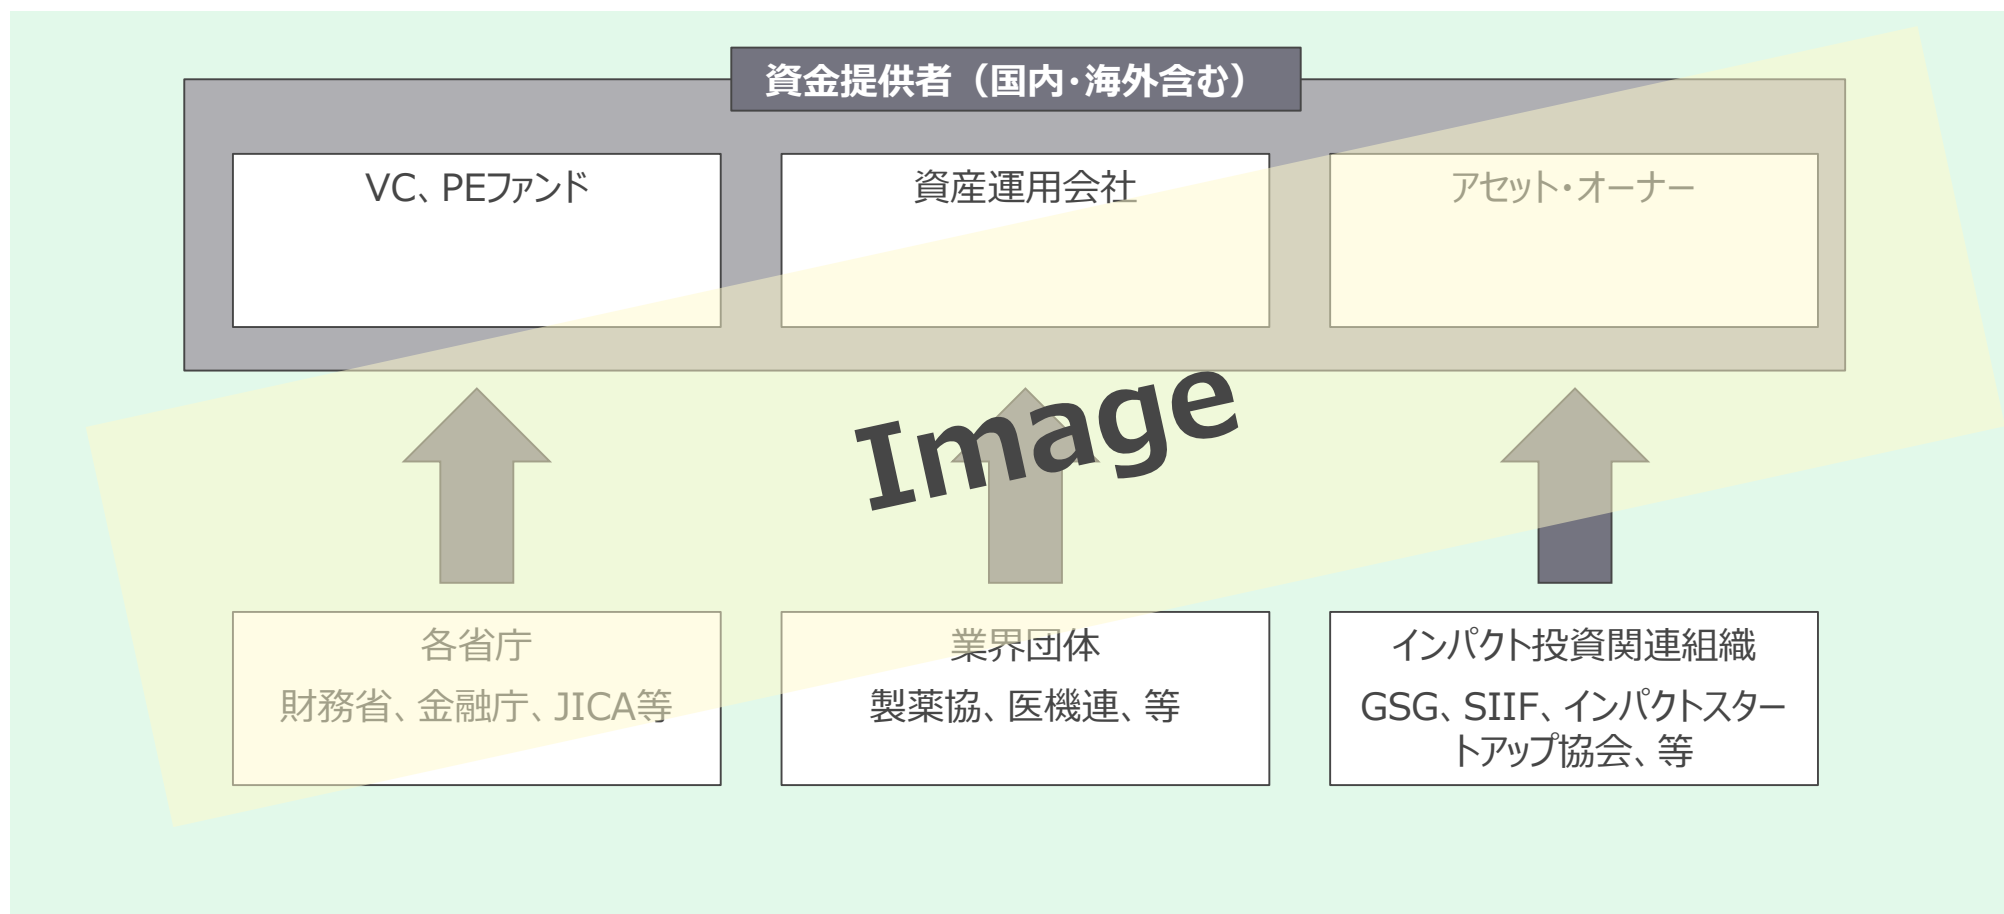 資金提供者（国内・海外含む）
VC、PEファンド
資産運用会社
アセット・オーナー
Image
各省庁
財務省、金融庁、JICA等
業界団体
製薬協、医機連、等
インパクト投資関連組織
GSG、SIIF、インパクトスター
トアップ協会、等